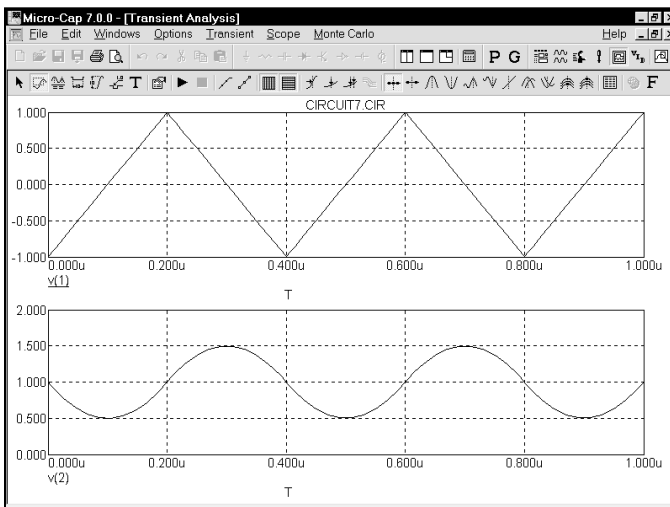 Micro-Cap 7.0.0 - [Transient Analysis]
File Edit Windows Options Transient Scope Monte Carlo Help
P G
T F
CIRCUIT7.CIR
1.000
0.500
0.000
-0.500
-1.000
0.000u 0.200u 0.400u 0.600u 0.800u 1.000u
v(1)
T
2.000
1.500
1.000
0.500
0.000
0.000u 0.200u 0.400u 0.600u 0.800u 1.000u
v(2)
T